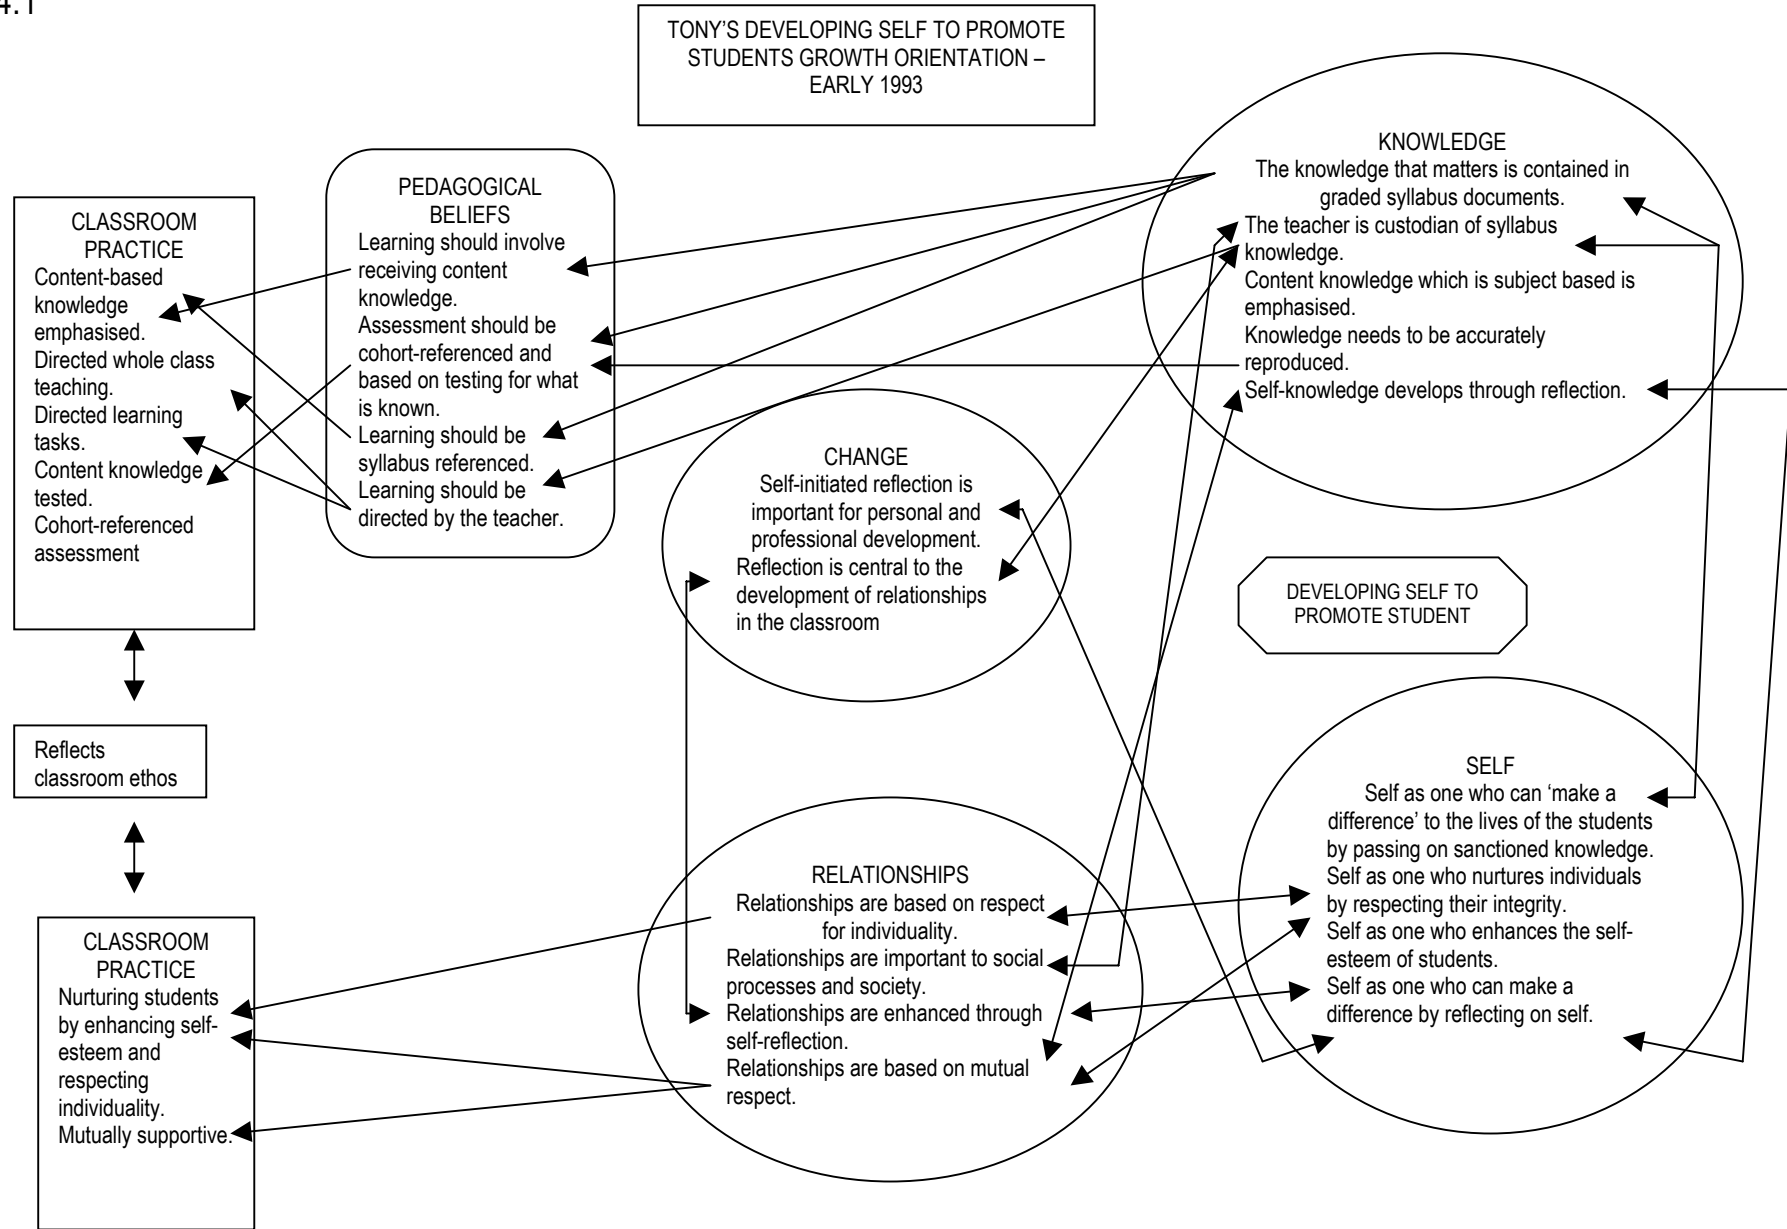 4.1
TONY'S DEVELOPING SELF TO PROMOTE
STUDENTS GROWTH ORIENTATION –
EARLY 1993
CLASSROOM
PRACTICE
Content-based
knowledge
emphasised.
Directed whole class
teaching.
Directed learning
tasks.
Content knowledge
tested.
Cohort-referenced
assessment
PEDAGOGICAL
BELIEFS
Learning should involve
receiving content
knowledge.
Assessment should be
cohort-referenced and
based on testing for what
is known.
Learning should be
syllabus referenced.
Learning should be
directed by the teacher.
KNOWLEDGE
The knowledge that matters is contained in
graded syllabus documents.
The teacher is custodian of syllabus
knowledge.
Content knowledge which is subject based is
emphasised.
Knowledge needs to be accurately
reproduced.
Self-knowledge develops through reflection.
CHANGE
Self-initiated reflection is
important for personal and
professional development.
Reflection is central to the
development of relationships
in the classroom
DEVELOPING SELF TO
PROMOTE STUDENT
Reflects
classroom ethos
SELF
Self as one who can ‘make a
difference’ to the lives of the students
by passing on sanctioned knowledge.
Self as one who nurtures individuals
by respecting their integrity.
Self as one who enhances the self-
esteem of students.
Self as one who can make a
difference by reflecting on self.
RELATIONSHIPS
Relationships are based on respect
for individuality.
Relationships are important to social
processes and society.
Relationships are enhanced through
self-reflection.
Relationships are based on mutual
respect.
CLASSROOM
PRACTICE
Nurturing students
by enhancing self-
esteem and
respecting
individuality.
Mutually supportive.